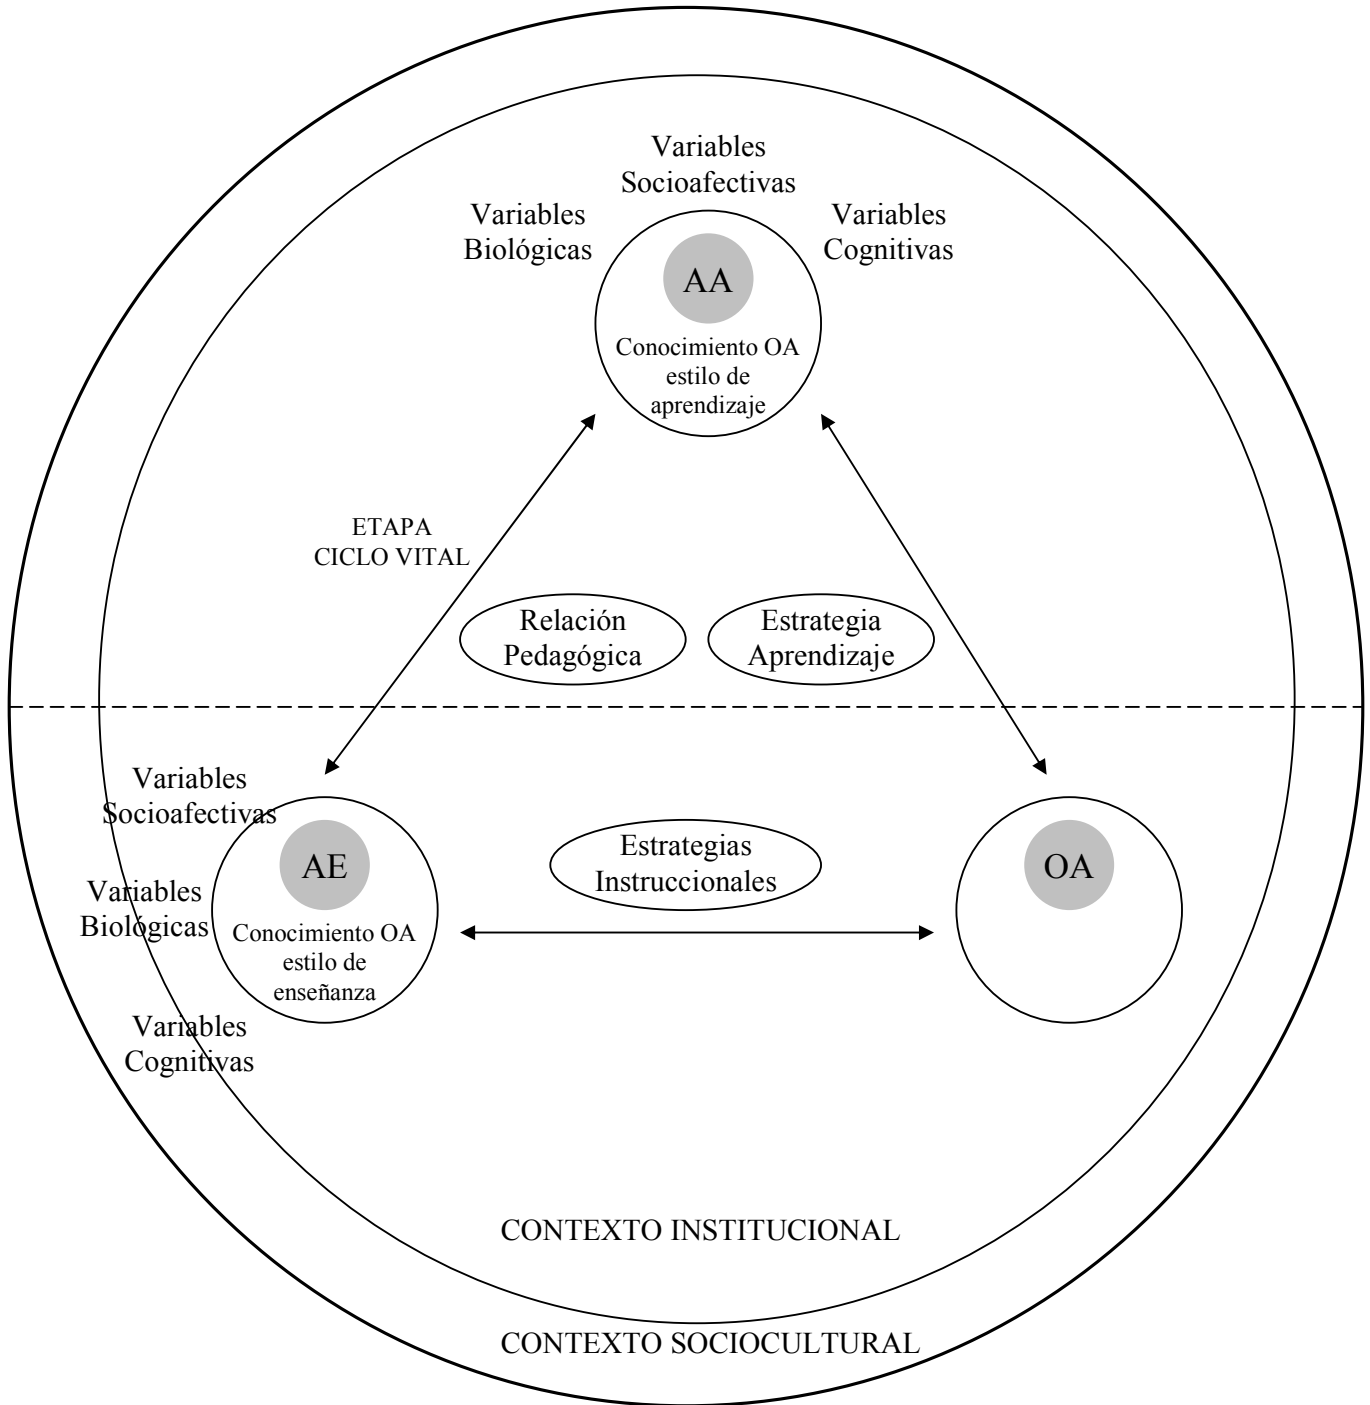 Variables
Socioafectivas
Variables
Biológicas
Variables
Cognitivas
AA
Conocimiento OA
estilo de
aprendizaje
ETAPA
CICLO VITAL
Relación
Pedagógica
Estrategia
Aprendizaje
Variables
Socioafectivas
Variables
Biológicas
Variables
Cognitivas
AE
Conocimiento OA
estilo de
enseñanza
Estrategias
Instruccionales
OA
CONTEXTO INSTITUCIONAL
CONTEXTO SOCIOCULTURAL